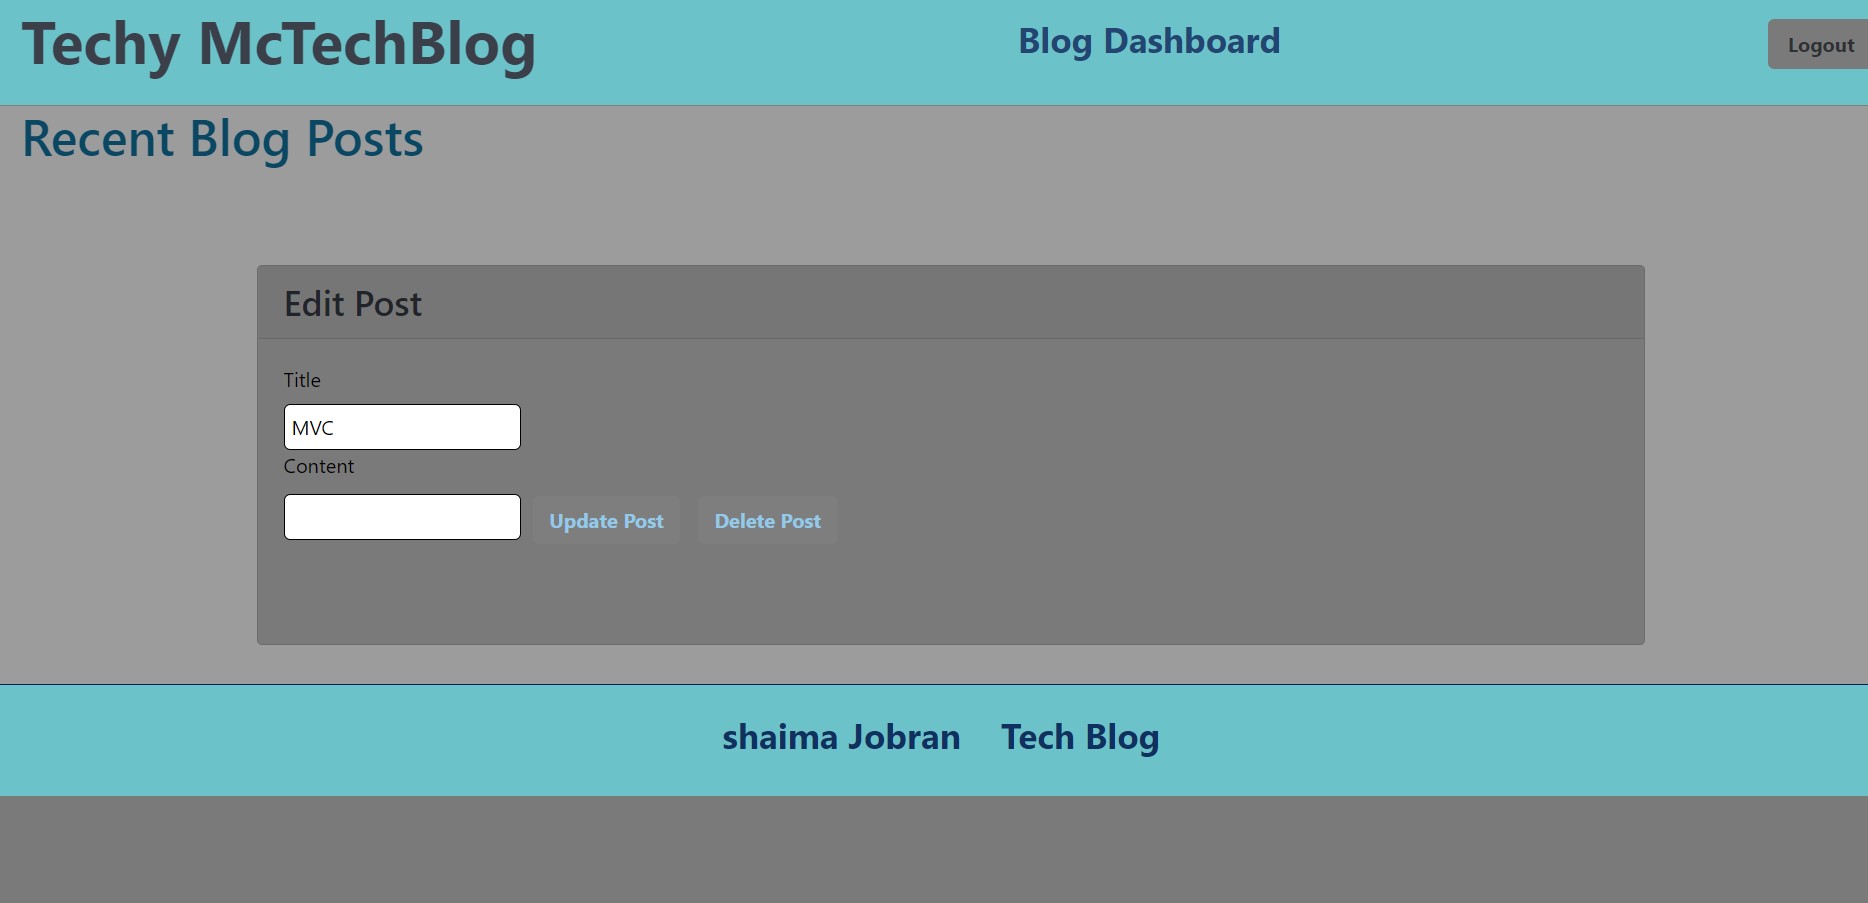 Techy McTechBlog
Blog Dashboard
Logout
Recent Blog Posts
Edit Post
Title
MVC
Content
Update Post
Delete Post
shaima Jobran
Tech Blog